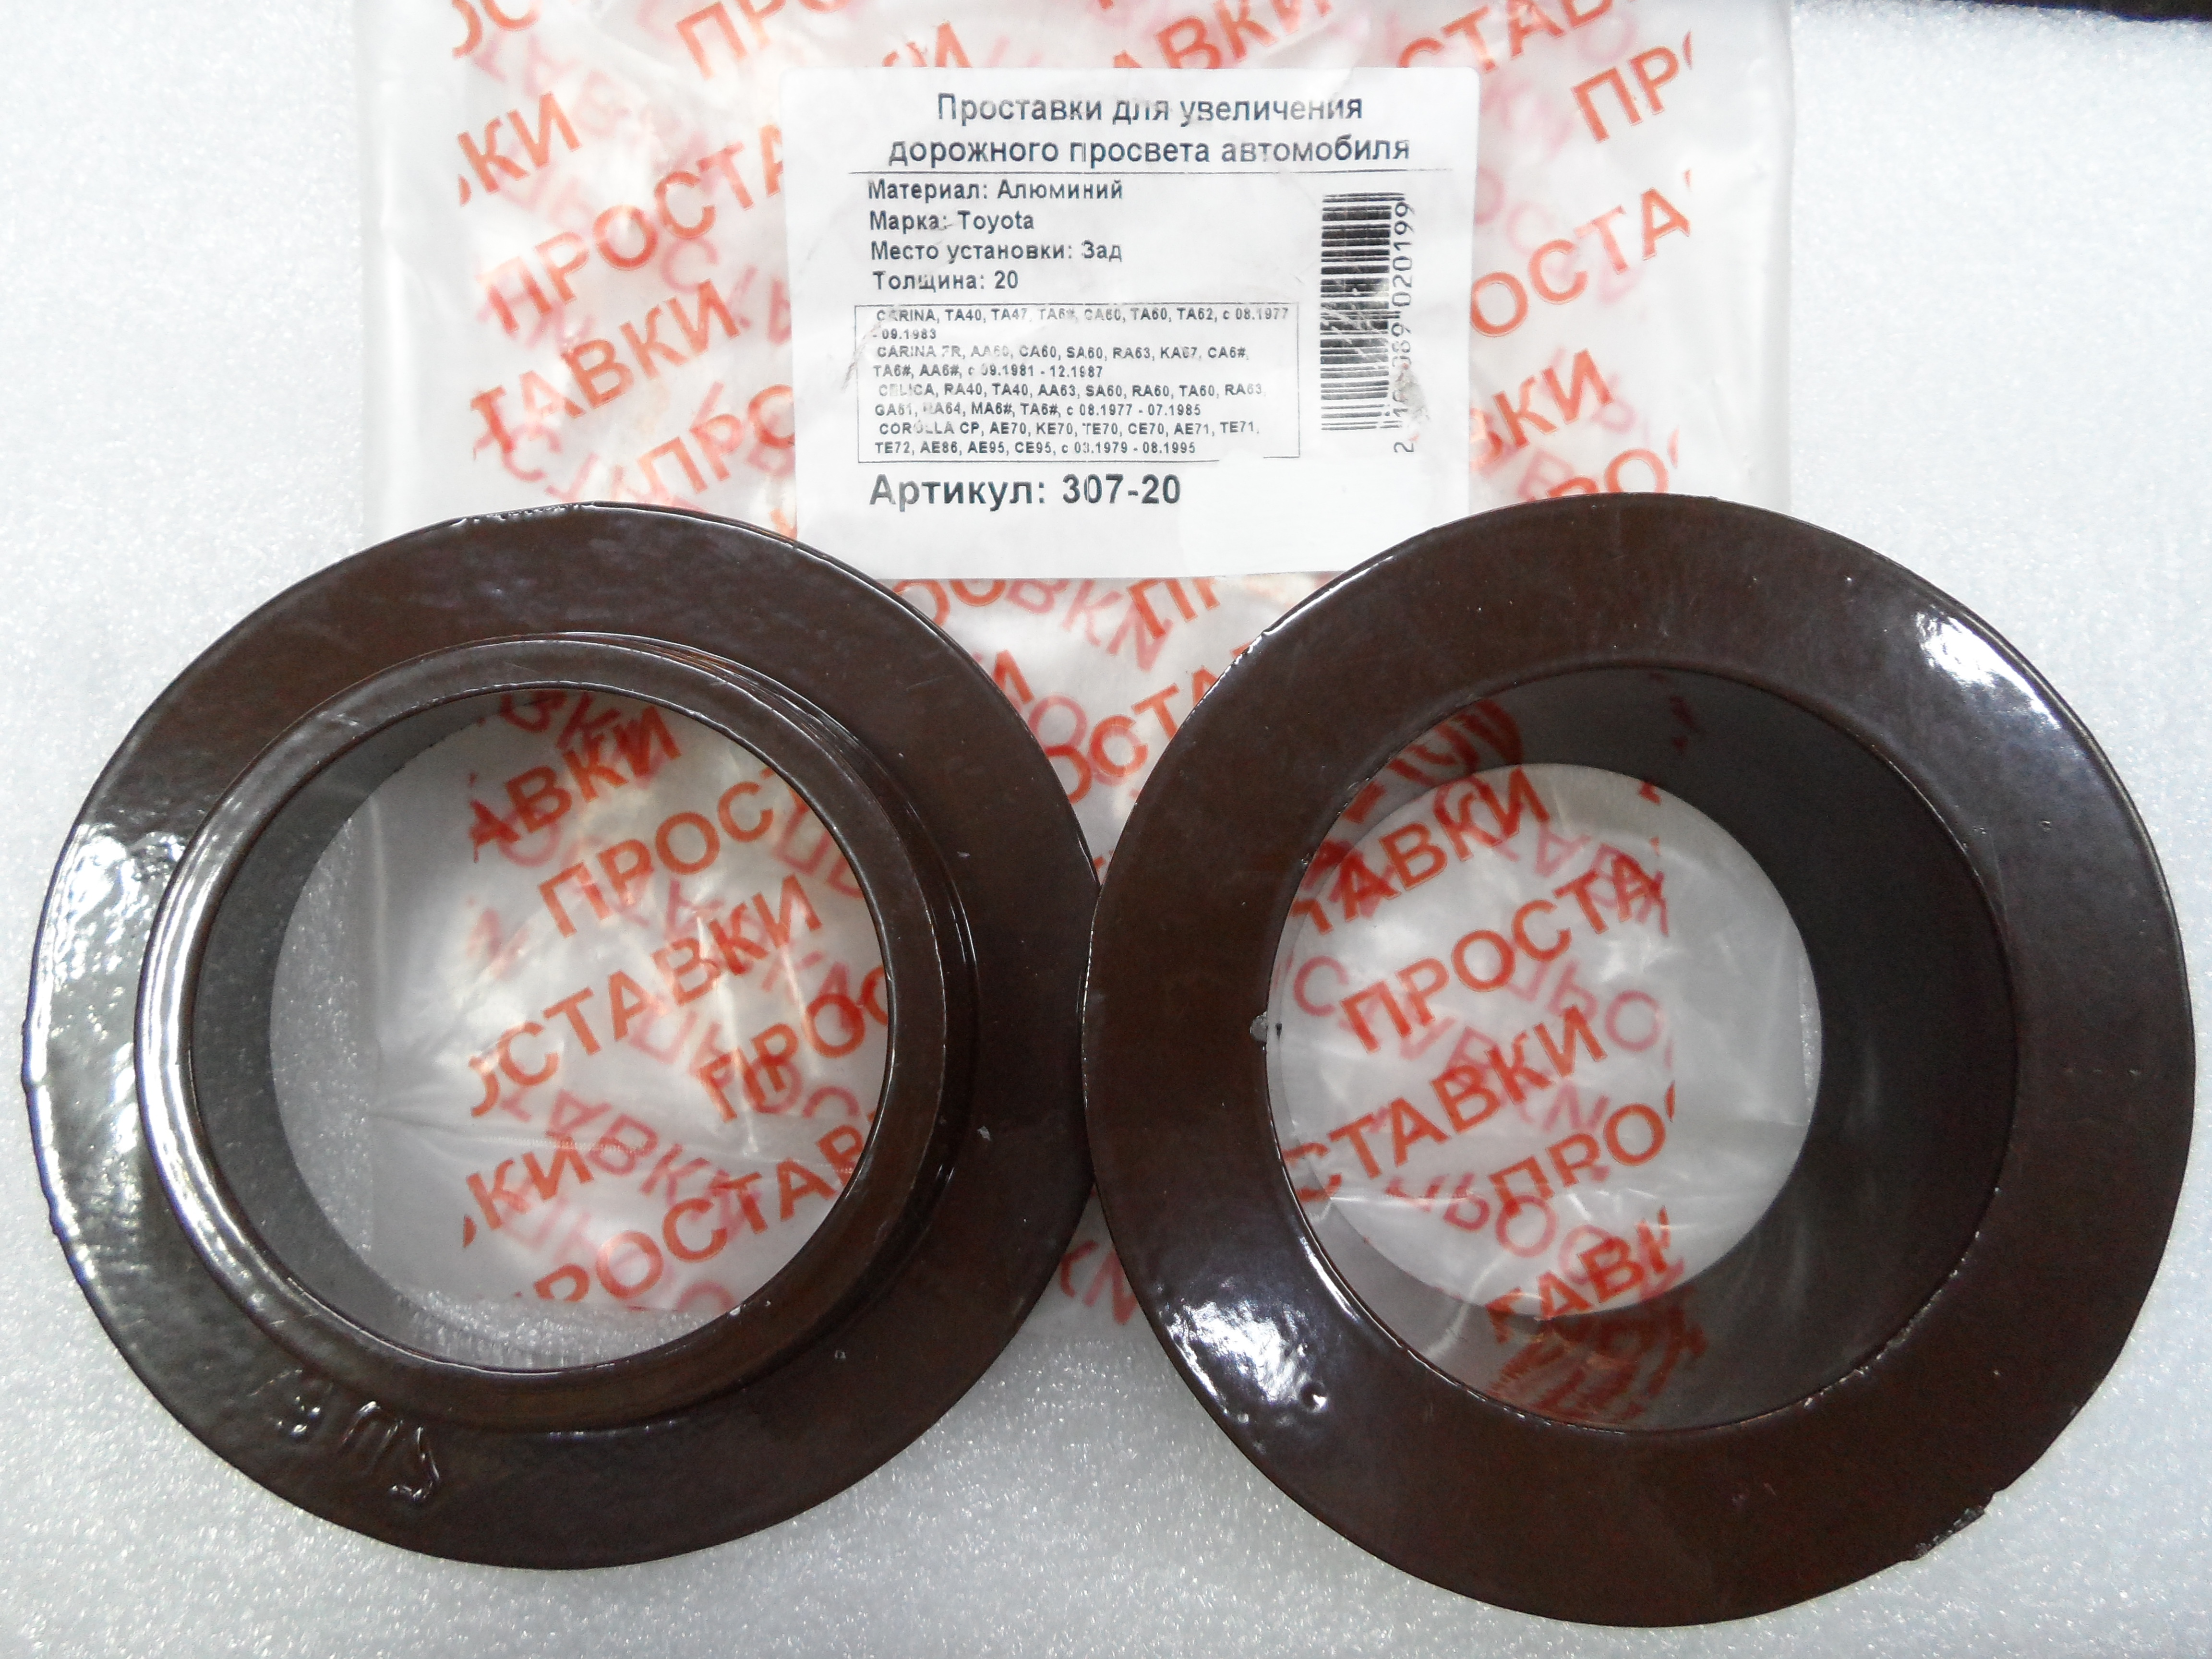 Проставки для увеличения
дорожного просвета автомобиля
Материал: Алюминий
Марка: Toyota
Место установки: Зад
Толщина: 20
CARINA, TA40, TA47, TA6#, CA60, TA60, TA62, с 08.1977
- 09.1983
CARINA FR, AA60, CA60, SA60, RA63, KA67, CA6#,
TA6#, AA6#, с 09.1981 - 12.1987
CELICA, RA40, TA40, AA63, SA60, RA60, TA60, RA63,
GA61, RA64, MA6#, TA6#, с 08.1977 - 07.1985
COROLLA CP, AE70, KE70, TE70, CE70, AE71, TE71,
TE72, AE86, AE95, CE95, с 03.1979 - 08.1995
Артикул: 307-20
020199
ПРОСТАВКИ